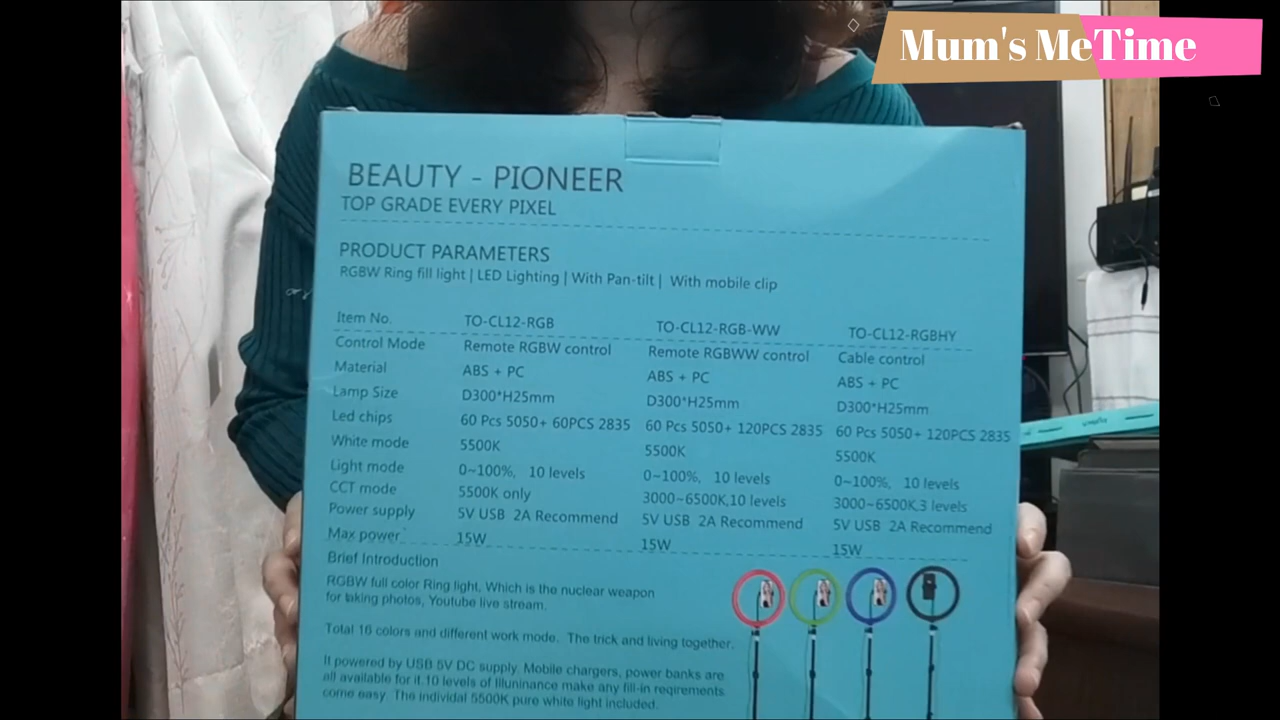 Mum's MeTime
BEAUTY - PIONEER
TOP GRADE EVERY PIXEL
PRODUCT PARAMETERS
RGBW Ring fill light | LED Lighting | With Pan-tilt | With mobile clip
Item No. TO-CL12-RGB TO-CL12-RGB-WW TO-CL12-RGBHY
Control Mode Remote RGBW control Remote RGBWW control Cable control
Material ABS + PC ABS + PC ABS + PC
Lamp Size D300*H25mm D300*H25mm D300*H25mm
Led chips 60 Pcs 5050+ 60PCS 2835 60 Pcs 5050+ 120PCS 2835 60 Pcs 5050+ 120PCS 2835
White mode 5500K 5500K 5500K
Light mode 0~100%, 10 levels 0~100%, 10 levels 0~100%, 10 levels
CCT mode 5500K only 3000~6500K,10 levels 3000~6500K,3 levels
Power supply 5V USB 2A Recommend 5V USB 2A Recommend 5V USB 2A Recommend
Max power 15W 15W 15W
Brief Introduction
RGBW full color Ring light, Which is the nuclear weapon
for taking photos, Youtube live stream.
Total 16 colors and different work mode. The trick and living together.
It powered by USB 5V DC supply. Mobile chargers, power banks are
all available for it.10 levels of Illuninance make any fill-in reqirements
come easy. The individal 5500K pure white light included.